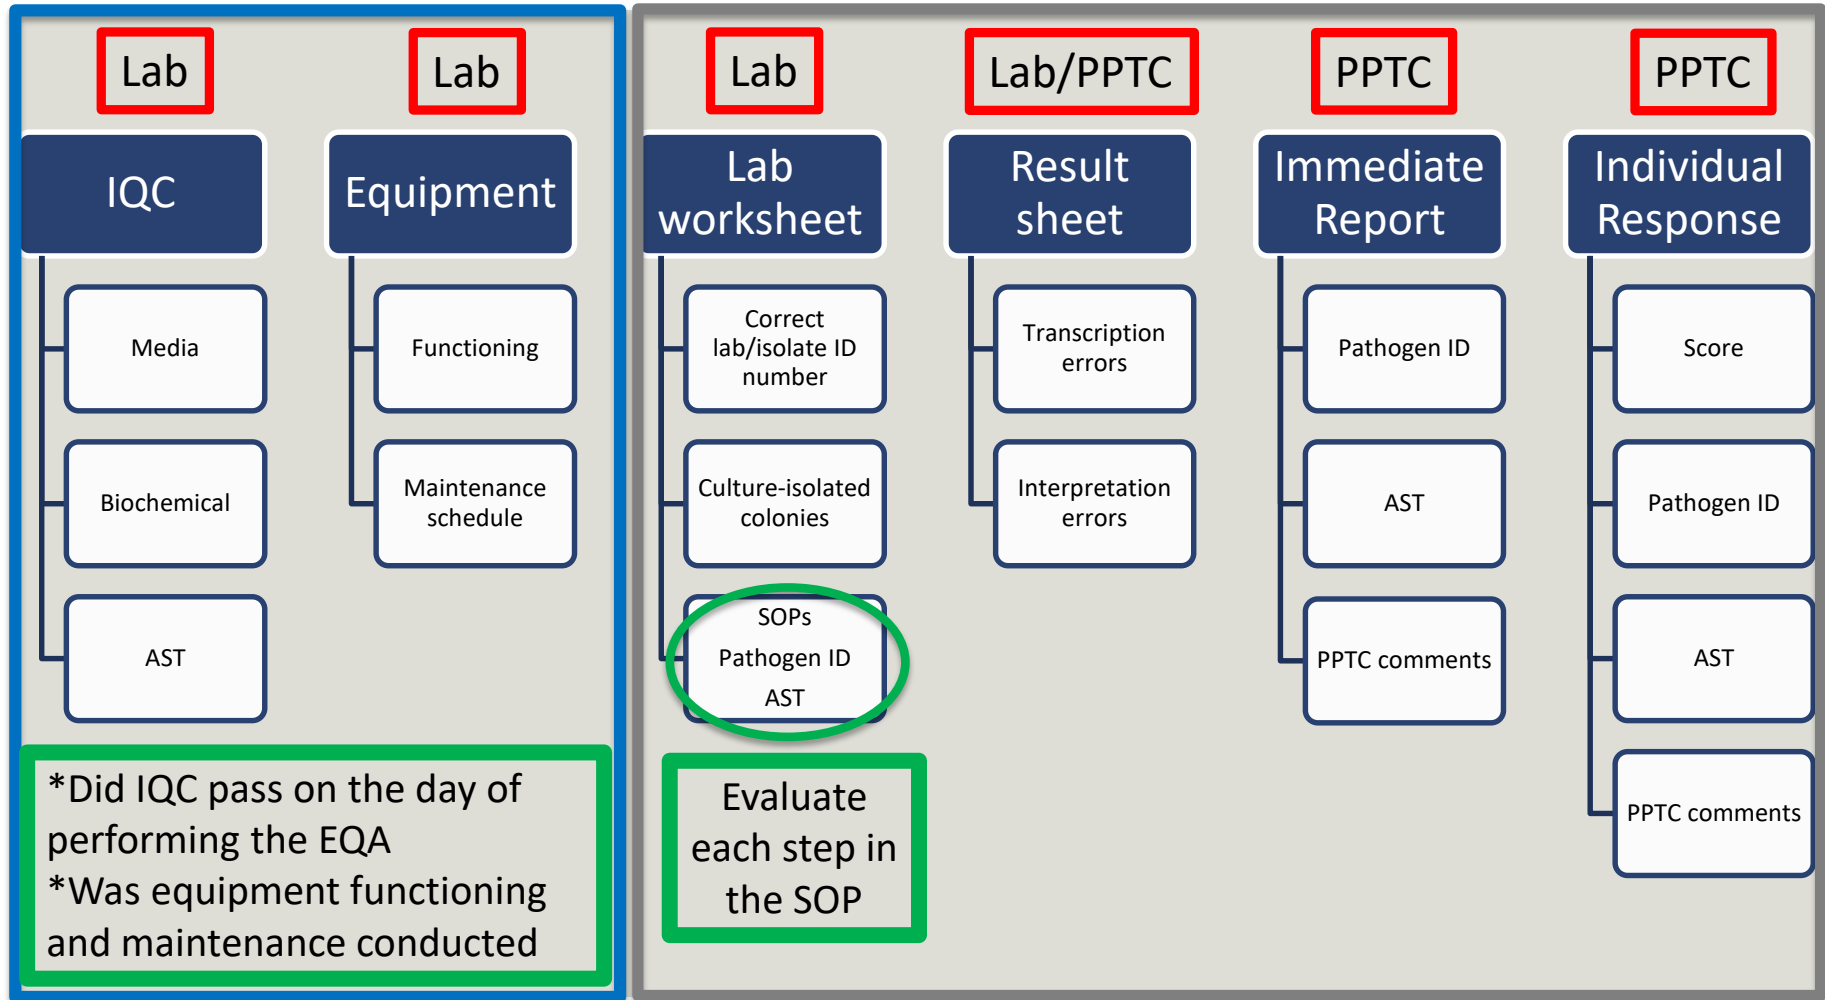 Lab
IQC
Media
Biochemical
AST
Lab
Equipment
Functioning
Maintenance
schedule
*Did IQC pass on the day of
performing the EQA
*Was equipment functioning
and maintenance conducted
Lab
Lab
worksheet
Correct
lab/isolate ID
number
Culture-isolated
colonies
SOPs
Pathogen ID
AST
Evaluate
each step in
the SOP
Lab/PPTC
Result
sheet
Transcription
errors
Interpretation
errors
PPTC
Immediate
Report
Pathogen ID
AST
PPTC comments
PPTC
Individual
Response
Score
Pathogen ID
AST
PPTC comments